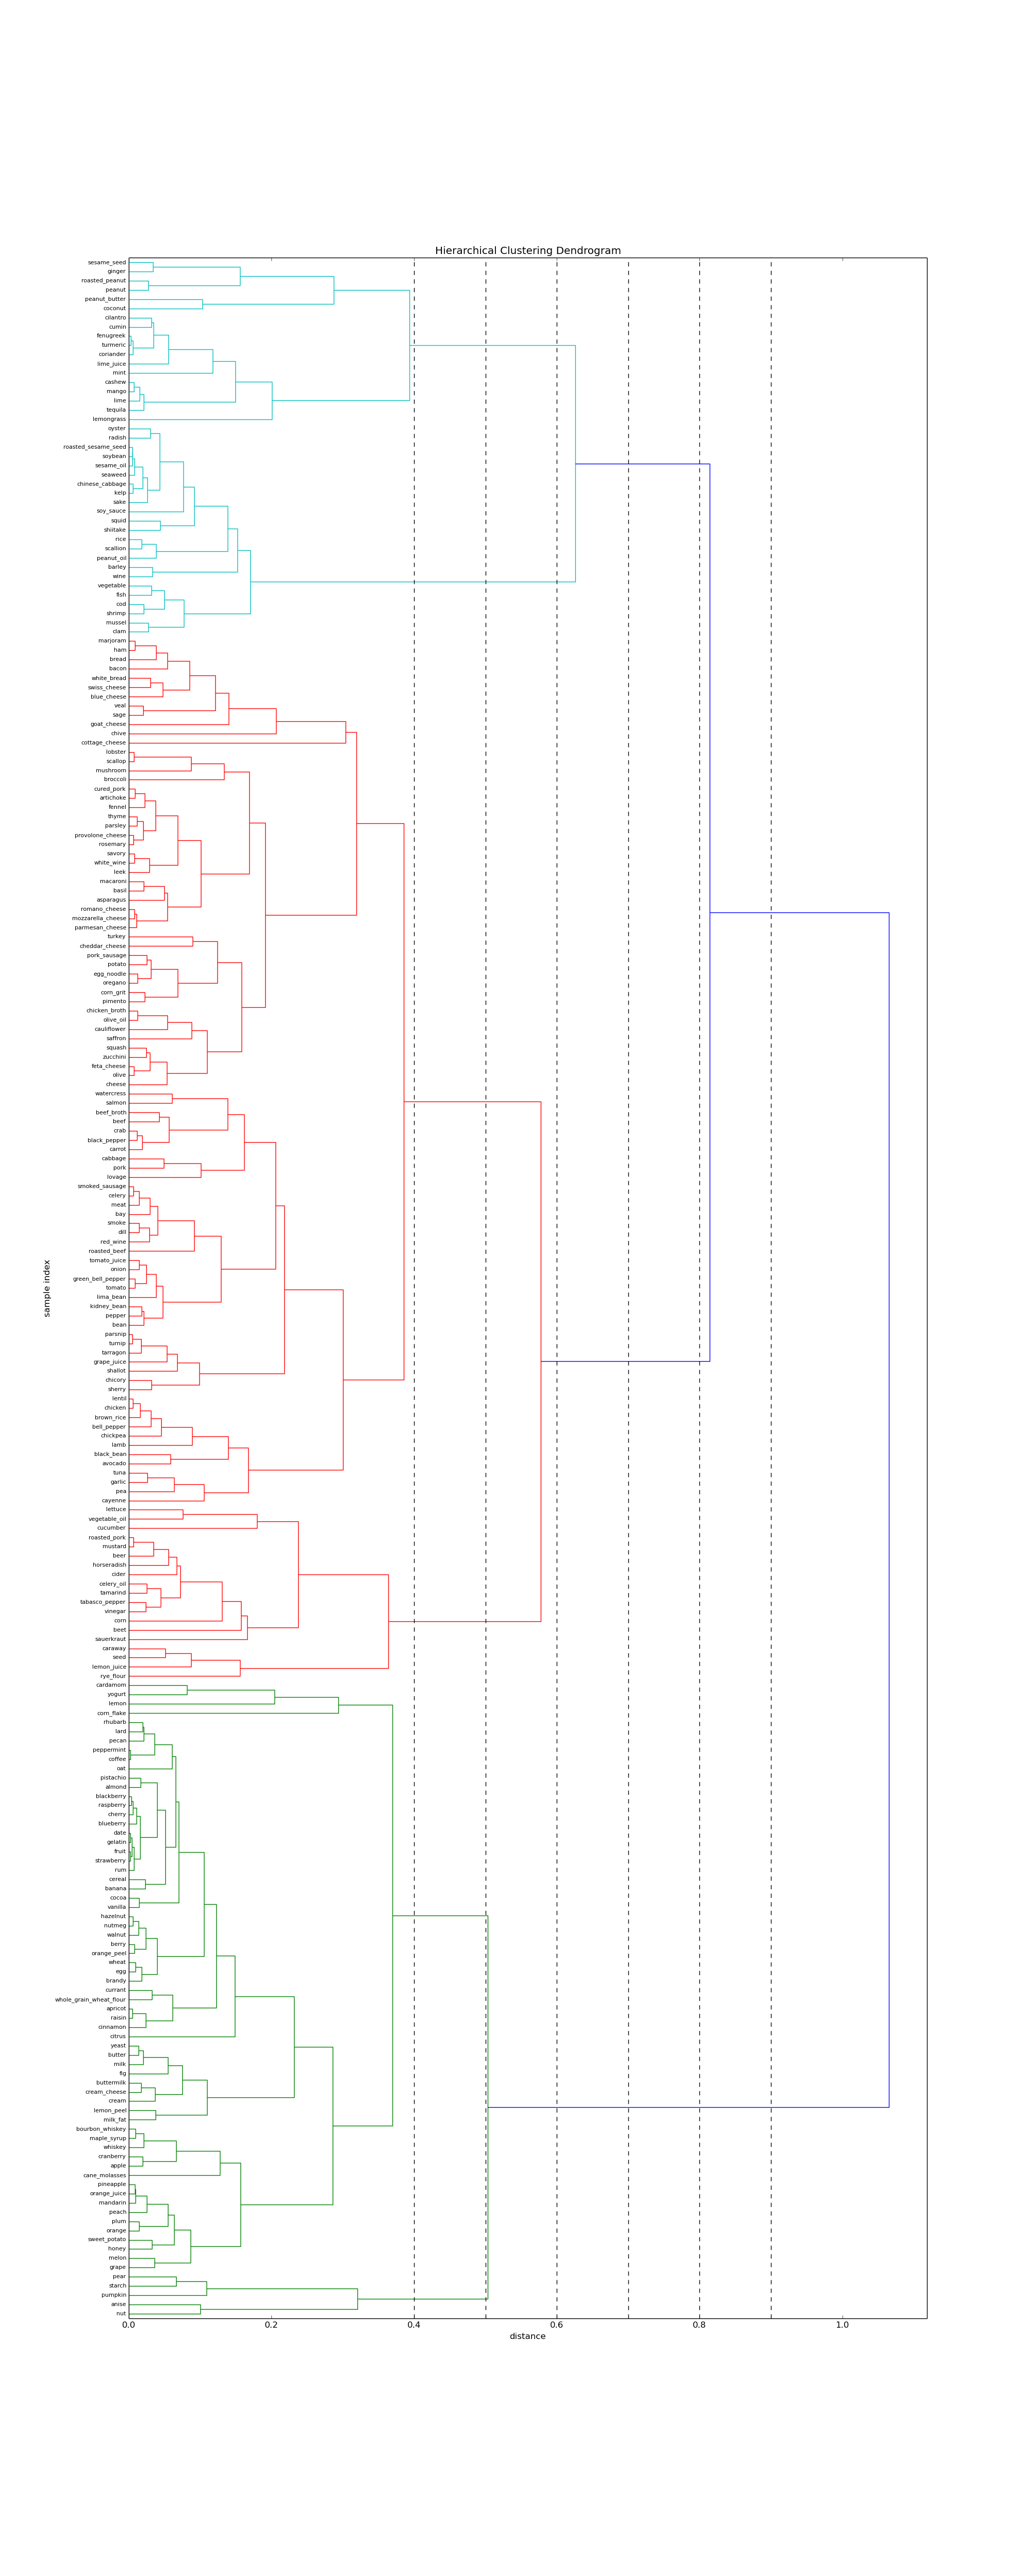 Hierarchical Clustering Dendrogram
sesame_seed
ginger
roasted_peanut
peanut
peanut_butter
coconut
cilantro
cumin
fenugreek
turmeric
coriander
lime_juice
mint
cashew
mango
lime
tequila
lemongrass
oyster
radish
roasted_sesame_seed
soybean
sesame_oil
seaweed
chinese_cabbage
kelp
sake
soy_sauce
squid
shiitake
rice
scallion
peanut_oil
barley
wine
vegetable
fish
cod
shrimp
mussel
clam
marjoram
ham
bread
bacon
white_bread
swiss_cheese
blue_cheese
veal
sage
goat_cheese
chive
cottage_cheese
lobster
scallop
mushroom
broccoli
cured_pork
artichoke
fennel
thyme
parsley
provolone_cheese
rosemary
savory
white_wine
leek
macaroni
basil
asparagus
romano_cheese
mozzarella_cheese
parmesan_cheese
turkey
cheddar_cheese
pork_sausage
potato
egg_noodle
oregano
corn_grit
pimento
chicken_broth
olive_oil
cauliflower
saffron
squash
zucchini
feta_cheese
olive
cheese
watercress
salmon
beef_broth
beef
crab
black_pepper
carrot
cabbage
pork
lovage
smoked_sausage
celery
meat
bay
smoke
dill
red_wine
roasted_beef
tomato_juice
onion
green_bell_pepper
tomato
lima_bean
kidney_bean
pepper
bean
parsnip
turnip
tarragon
grape_juice
shallot
chicory
sherry
lentil
chicken
brown_rice
bell_pepper
chickpea
lamb
black_bean
avocado
tuna
garlic
pea
cayenne
lettuce
vegetable_oil
cucumber
roasted_pork
mustard
beer
horseradish
cider
celery_oil
tamarind
tabasco_pepper
vinegar
corn
beet
sauerkraut
caraway
seed
lemon_juice
rye_flour
cardamom
yogurt
lemon
corn_flake
rhubarb
lard
pecan
peppermint
coffee
oat
pistachio
almond
blackberry
raspberry
cherry
blueberry
date
gelatin
fruit
strawberry
rum
cereal
banana
cocoa
vanilla
hazelnut
nutmeg
walnut
berry
orange_peel
wheat
egg
brandy
currant
whole_grain_wheat_flour
apricot
raisin
cinnamon
citrus
yeast
butter
milk
fig
buttermilk
cream_cheese
cream
lemon_peel
milk_fat
bourbon_whiskey
maple_syrup
whiskey
cranberry
apple
cane_molasses
pineapple
orange_juice
mandarin
peach
plum
orange
sweet_potato
honey
melon
grape
pear
starch
pumpkin
anise
nut
sample index
0.0 0.2 0.4 0.6 0.8 1.0
distance